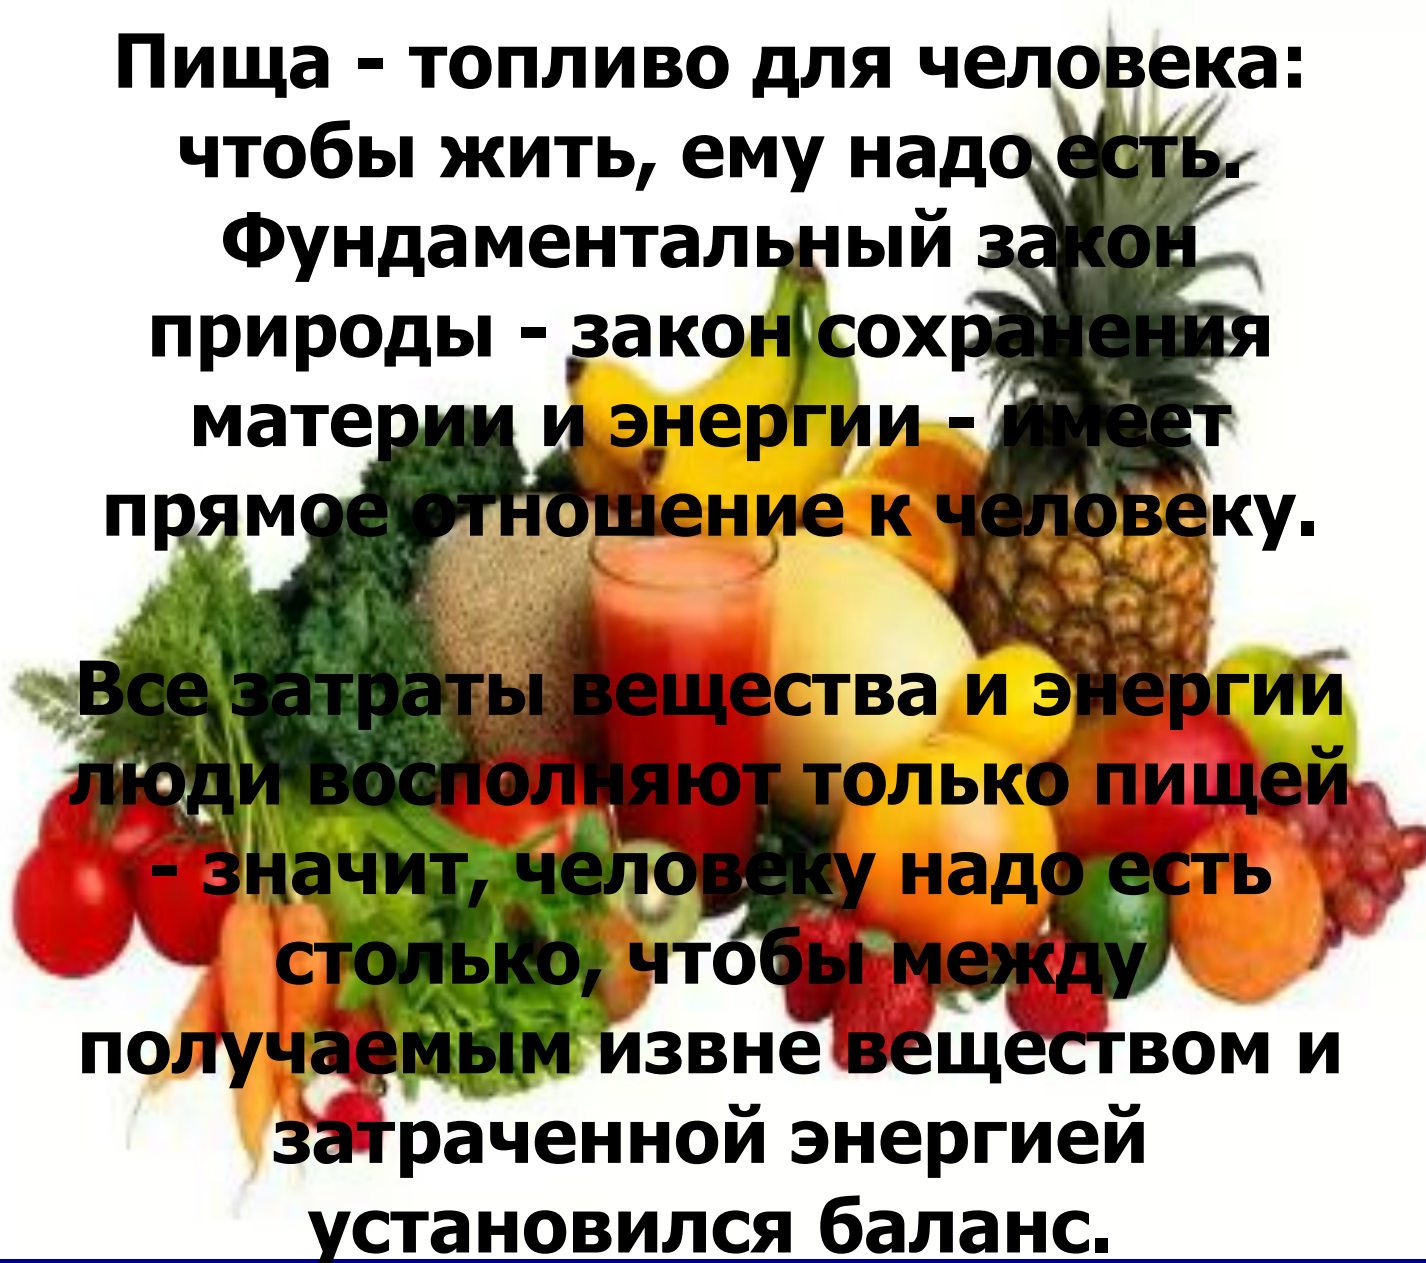 Пища - топливо для человека:
чтобы жить, ему надо есть.
Фундаментальный закон
природы - закон сохранения
материи и энергии - имеет
прямое отношение к человеку.
Все затраты вещества и энергии
люди восполняют только пищей
- значит, человеку надо есть
столько, чтобы между
получаемым извне веществом и
затраченной энергией
установился баланс.